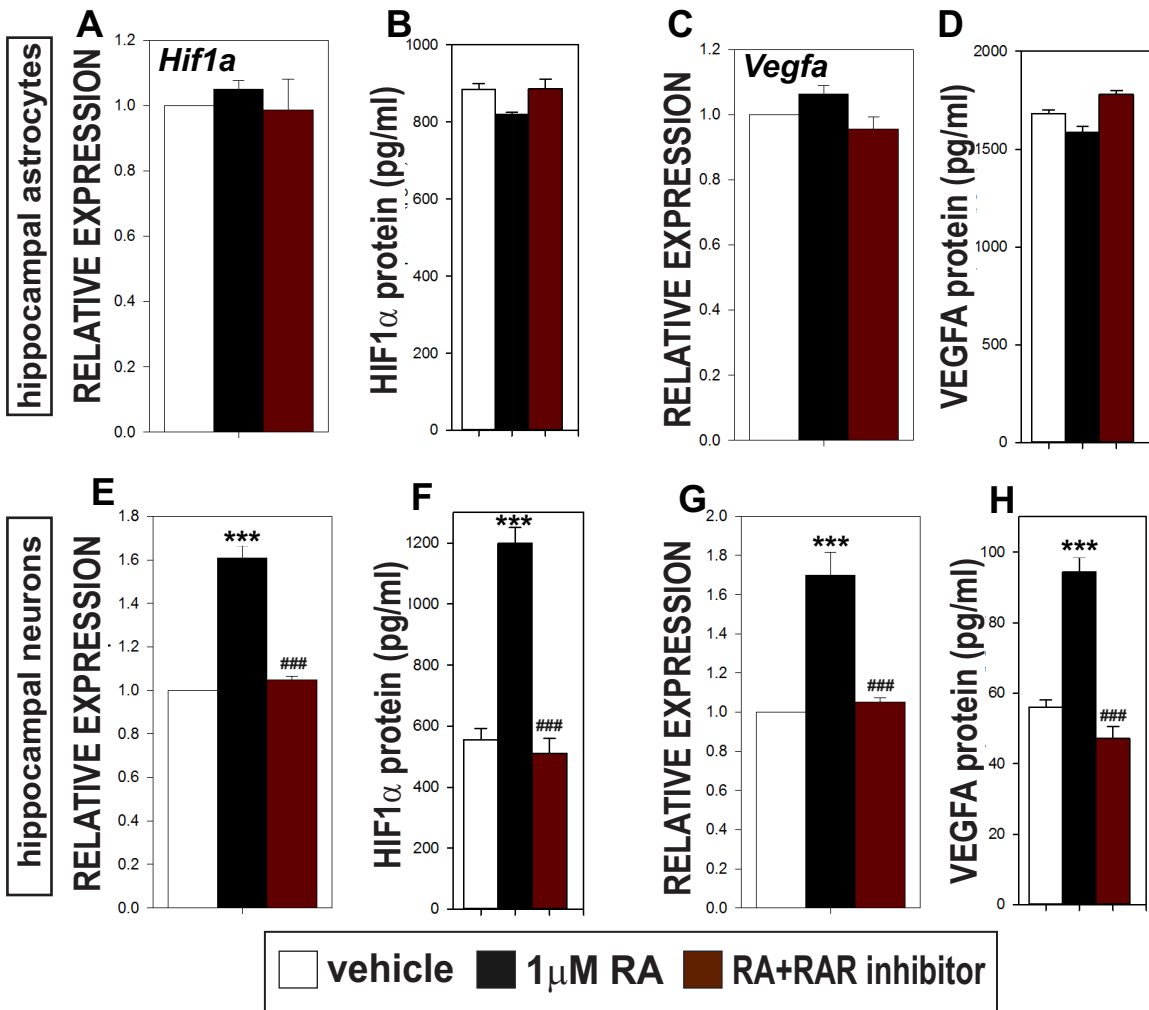 hippocampal astrocytes
A
RELATIVE EXPRESSION
Hif1a
1.2
1.0
0.8
0.6
0.4
0.2
0.0
B
HIF1α protein (pg/ml)
1000
800
600
400
200
0
C
RELATIVE EXPRESSION
Vegfa
1.2
1.0
0.8
0.6
0.4
0.2
0.0
D
VEGFA protein (pg/ml)
2000
1500
1000
500
0
hippocampal neurons
E
RELATIVE EXPRESSION
1.8
1.6
1.4
1.2
1.0
0.8
0.6
0.4
0.2
0.0
***
###
F
HIF1α protein (pg/ml)
1200
1000
800
600
400
200
0
***
###
G
RELATIVE EXPRESSION
2.0
1.8
1.6
1.4
1.2
1.0
0.8
0.6
0.4
0.2
0.0
***
###
H
VEGFA protein (pg/ml)
100
80
60
40
20
0
***
###
vehicle
1μM RA
RA+RAR inhibitor